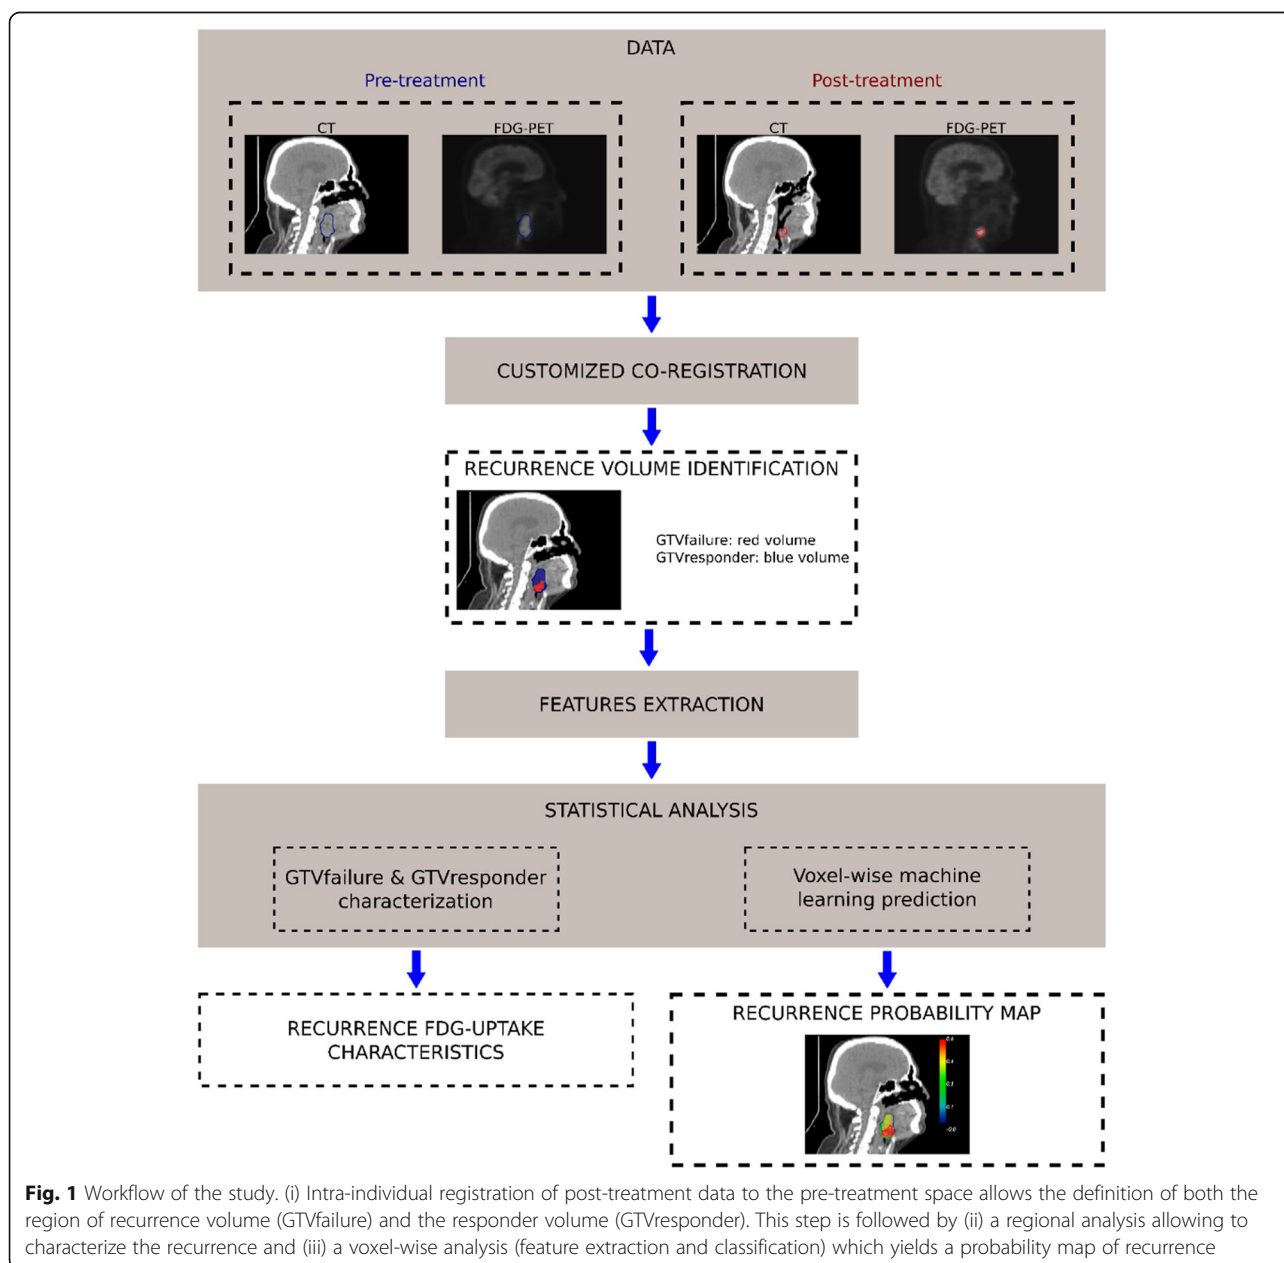 DATA
Pre-treatment
Post-treatment
CT
FDG-PET
CT
FDG-PET
CUSTOMIZED CO-REGISTRATION
RECURRENCE VOLUME IDENTIFICATION
GTVfailure: red volume
GTVresponder: blue volume
FEATURES EXTRACTION
STATISTICAL ANALYSIS
GTVfailure & GTVresponder
characterization
Voxel-wise machine
learning prediction
RECURRENCE FDG-UPTAKE
CHARACTERISTICS
RECURRENCE PROBABILITY MAP
Fig. 1 Workflow of the study. (i) Intra-individual registration of post-treatment data to the pre-treatment space allows the definition of both the
region of recurrence volume (GTVfailure) and the responder volume (GTVresponder). This step is followed by (ii) a regional analysis allowing to
characterize the recurrence and (iii) a voxel-wise analysis (feature extraction and classification) which yields a probability map of recurrence